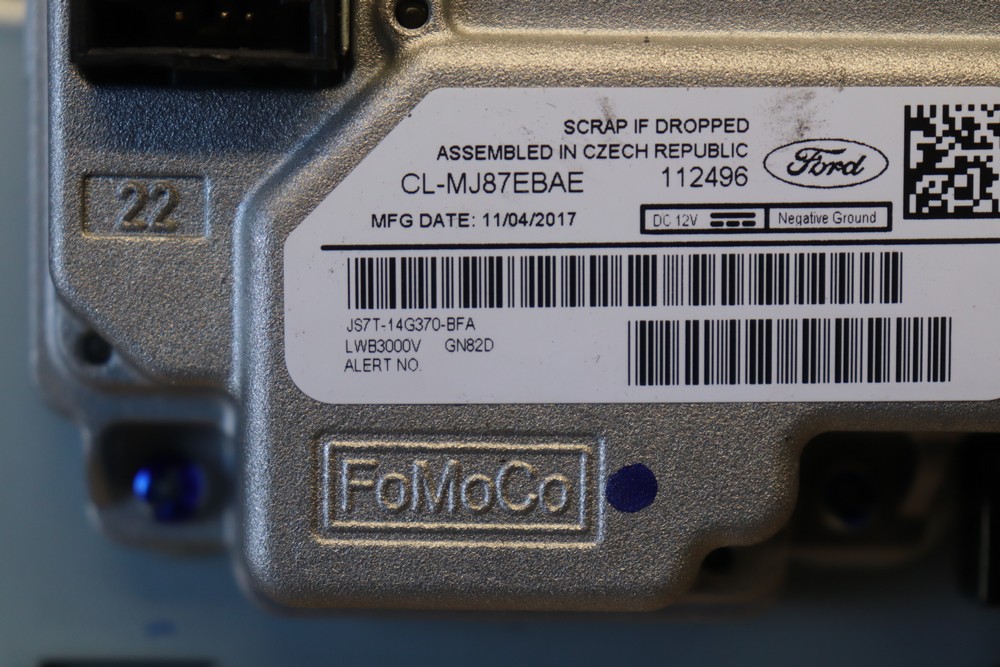 SCRAP IF DROPPED
ASSEMBLED IN CZECH REPUBLIC
CL-MJ87EBAE 112496
Ford
MFG DATE: 11/04/2017
DC 12V Negative Ground
22
JS7T-14G370-BFA
LWB3000V GN82D
ALERT NO.
FoMoCo